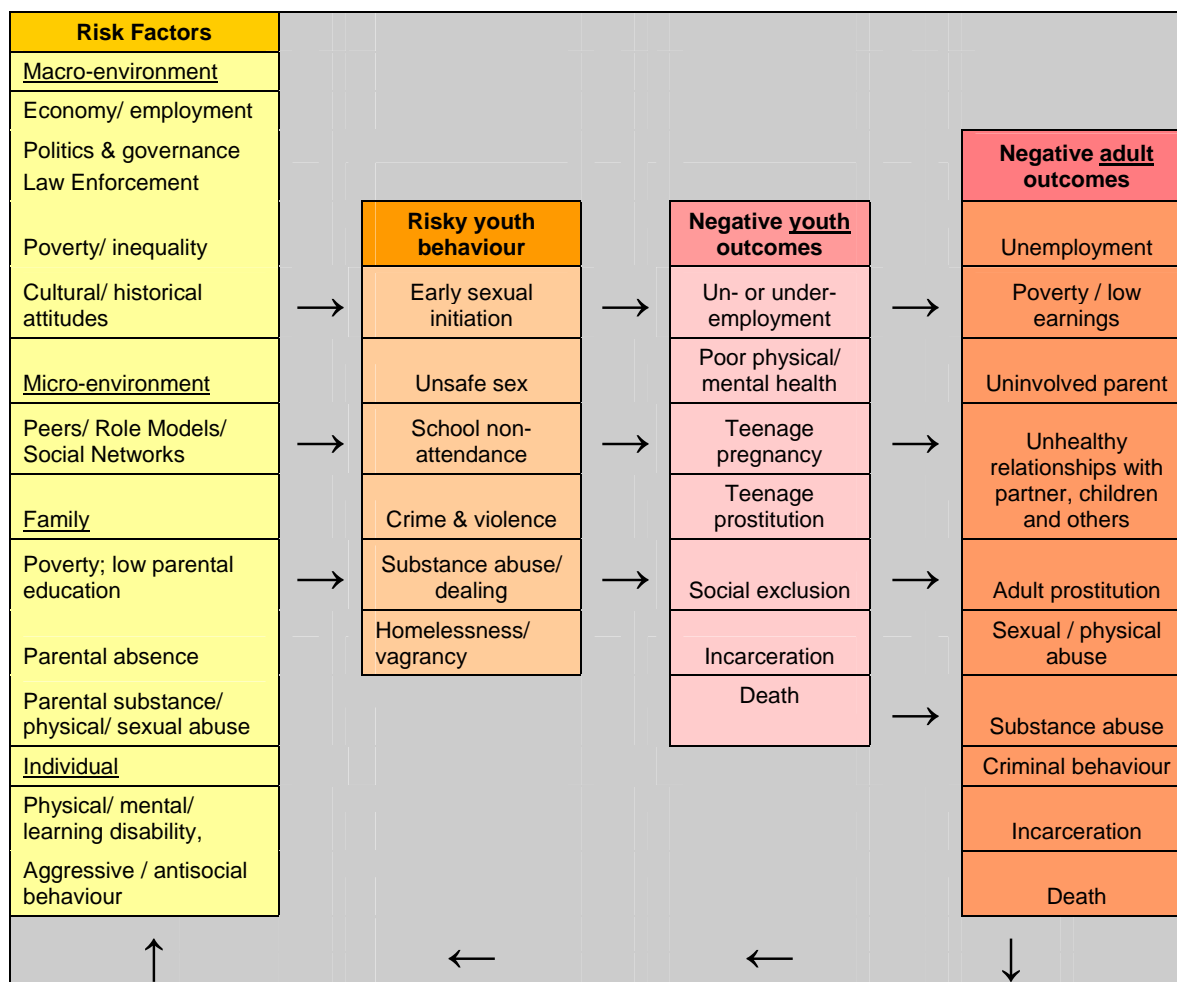 Risk Factors
Macro-environment
Economy/ employment
Politics & governance
Law Enforcement
Poverty/ inequality
Cultural/ historical
attitudes
Micro-environment
Peers/ Role Models/
Social Networks
Family
Poverty; low parental
education
Parental absence
Parental substance/
physical/ sexual abuse
Individual
Physical/ mental/
learning disability,
Aggressive / antisocial
behaviour
Risky youth
behaviour
Early sexual
initiation
Unsafe sex
School non-
attendance
Crime & violence
Substance abuse/
dealing
Homelessness/
vagrancy
Negative youth
outcomes
Un- or under-
employment
Poor physical/
mental health
Teenage
pregnancy
Teenage
prostitution
Social exclusion
Incarceration
Death
Negative adult
outcomes
Unemployment
Poverty / low
earnings
Uninvolved parent
Unhealthy
relationships with
partner, children
and others
Adult prostitution
Sexual / physical
abuse
Substance abuse
Criminal behaviour
Incarceration
Death